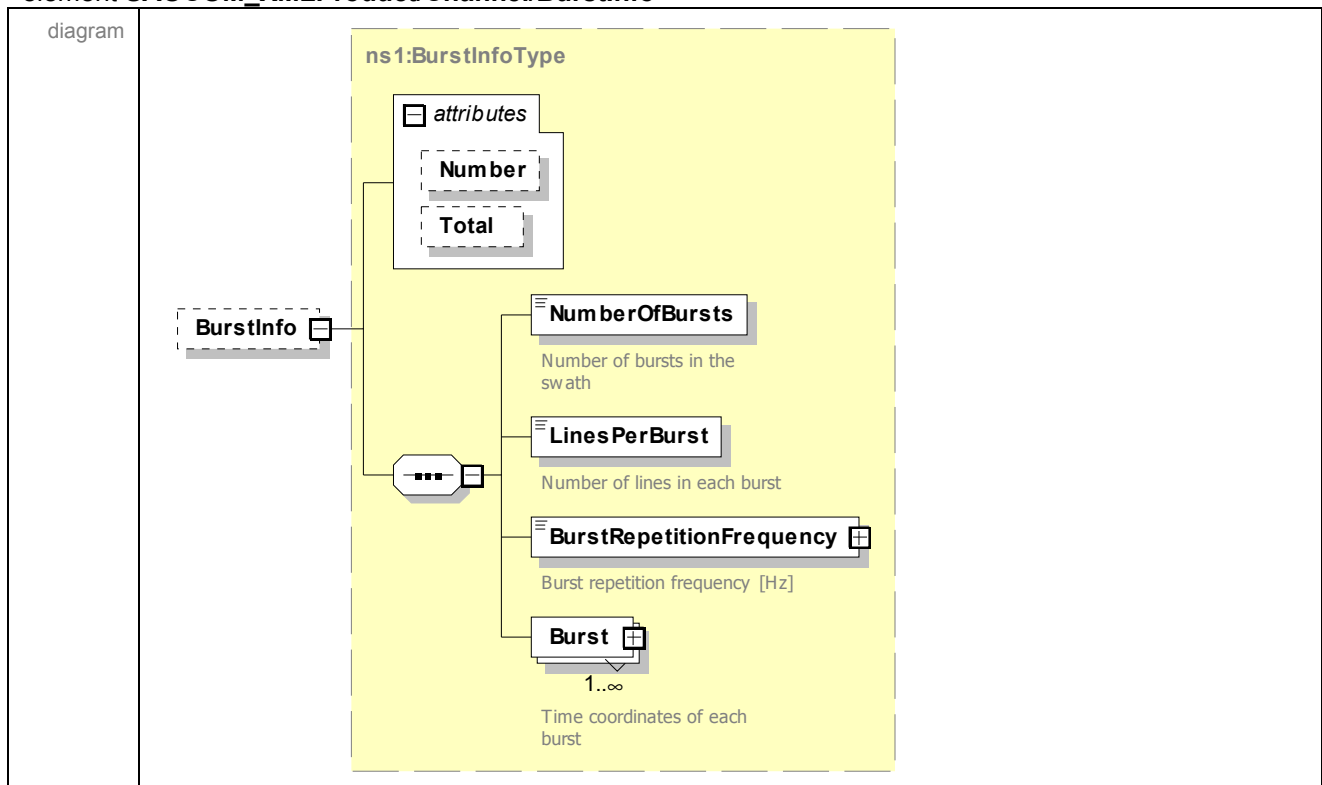 diagram
ns1:BurstInfoType
attributes
Number
Total
BurstInfo
NumberOfBursts
Number of bursts in the
swath
LinesPerBurst
Number of lines in each burst
BurstRepetitionFrequency
Burst repetition frequency [Hz]
Burst
1..∞
Time coordinates of each
burst